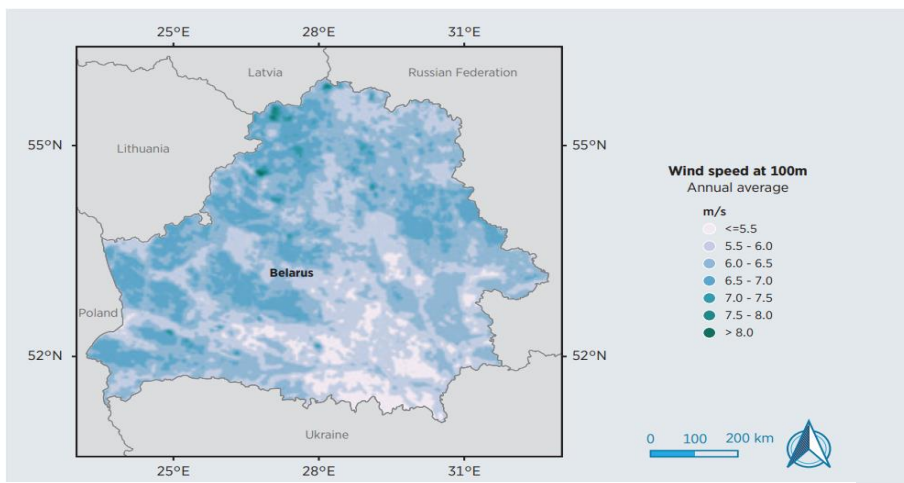 25°E 28°E 31°E
Latvia
Russian Federation
55°N
Lithuania
55°N
Belarus
Poland
52°N
52°N
Ukraine
25°E 28°E 31°E
Wind speed at 100m
Annual average
m/s
<=5.5
5.5 - 6.0
6.0 - 6.5
6.5 - 7.0
7.0 - 7.5
7.5 - 8.0
> 8.0
0 100 200 km